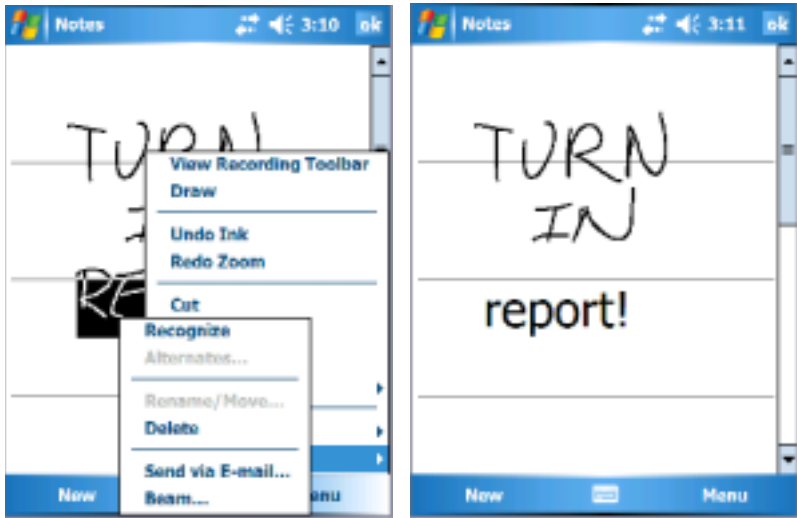 Notes 3:10 ok
TURN
View Recording Toolbar
Draw
Undo Ink
Redo Zoom
Cut
Recognize
Alternates...
Rename/Move...
Delete
Send via E-mail...
Beam...
New enu
Notes 3:11 ok
TURN
IN
report!
New Menu